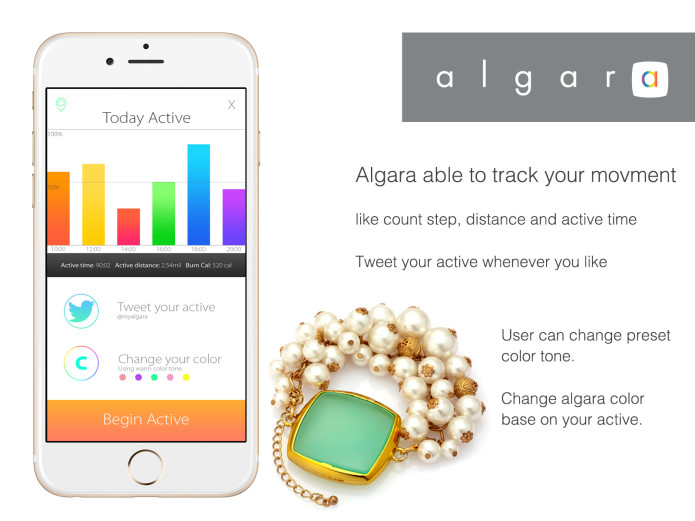 Today Active
X
100%
50%
10:00 12:00 14:00 16:00 18:00 20:00
Active time: 90:02 Active distance: 2.54mil Burn Cal: 320 cal
Tweet your active
@myalgara
C
Change your color
Using warm color tone.
Begin Active
algara
Algara able to track your movment
like count step, distance and active time
Tweet your active whenever you like
User can change preset
color tone.
Change algara color
base on your active.